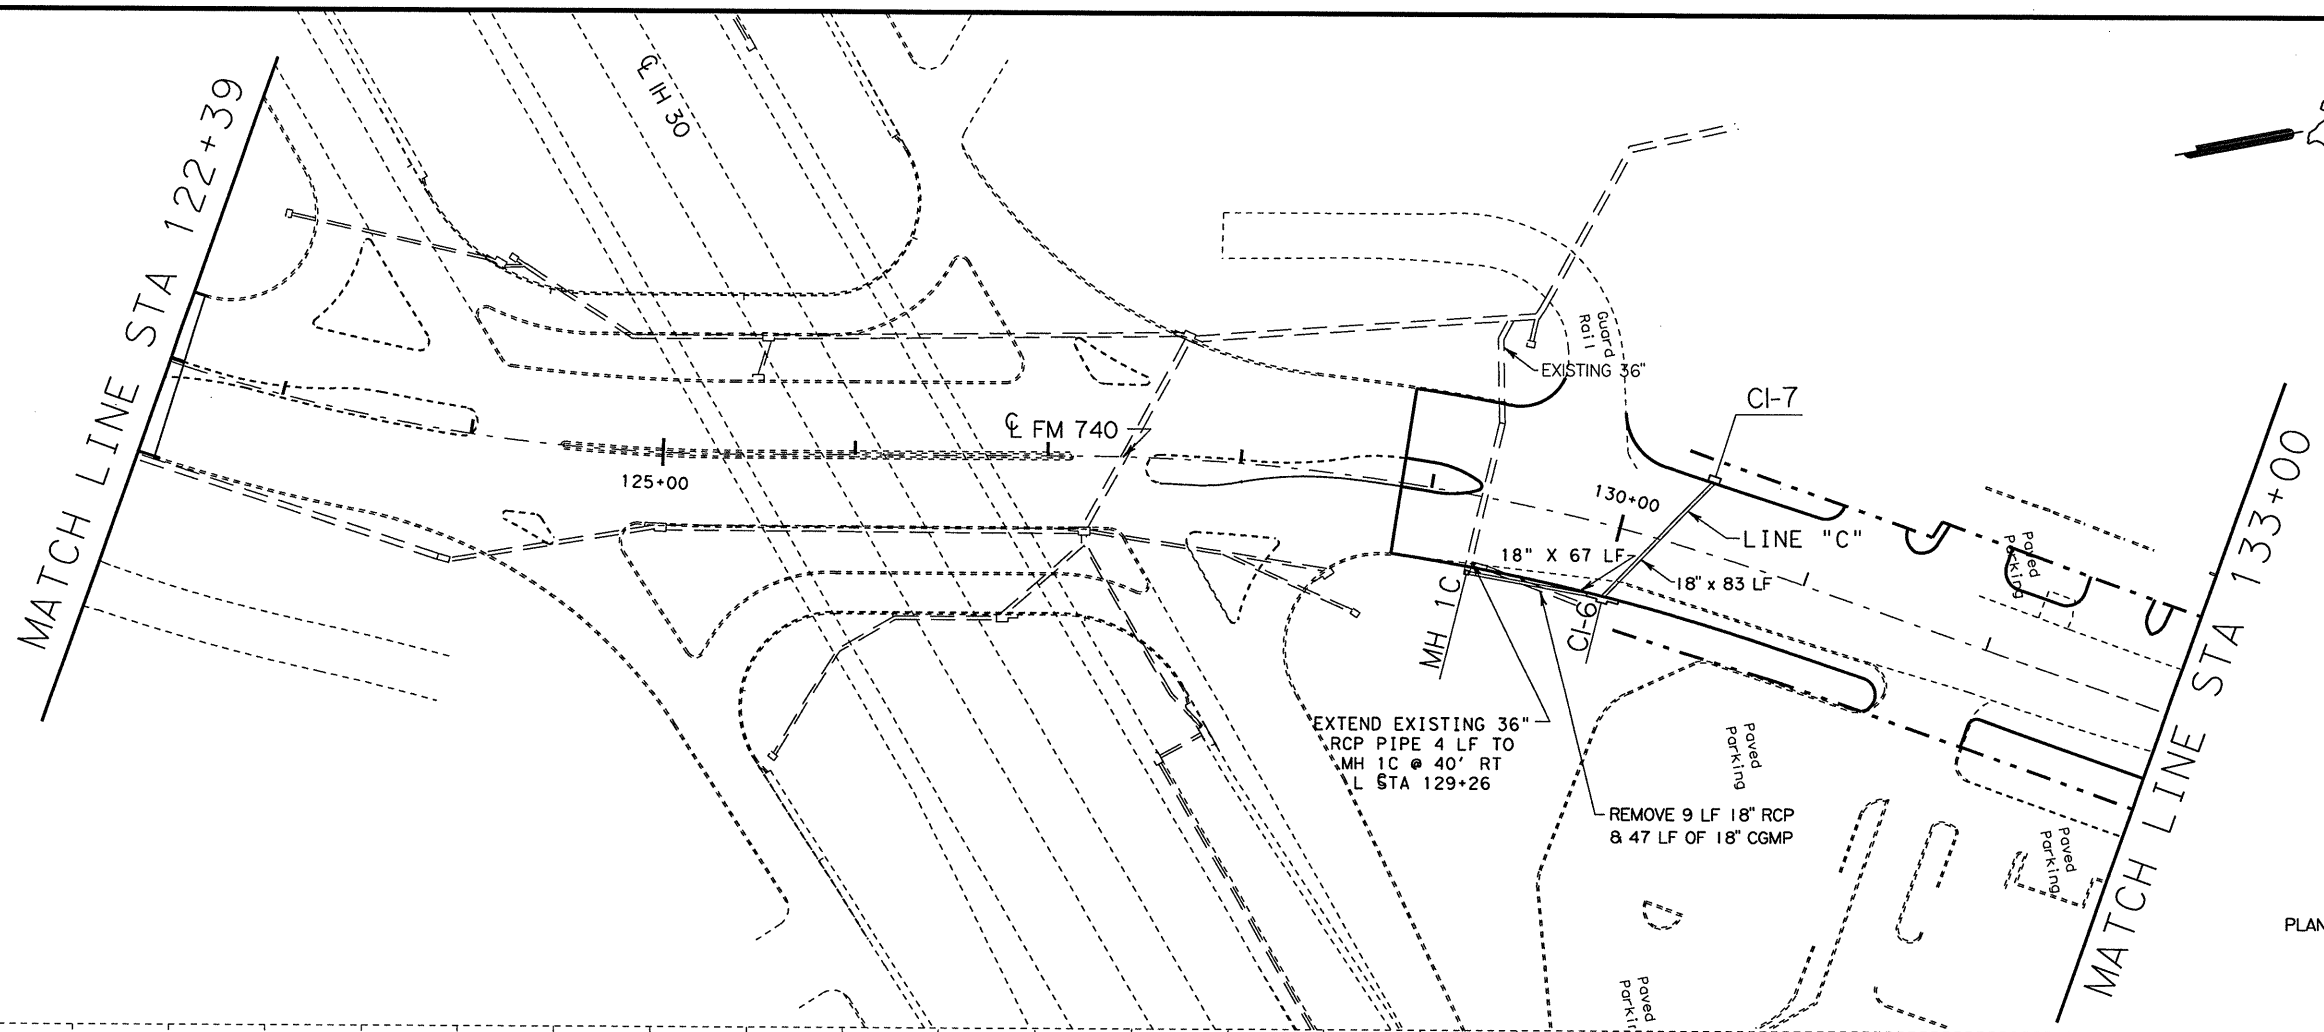 MATCH LINE STA 122+39
℄ IH 30
Guard
Rail
EXISTING 36"
CI-7
℄ FM 740
125+00
130+00
LINE "C"
18" X 67 LF
18" x 83 LF
MH 1C
CI-6
Paved
Parking
MATCH LINE STA 133+00
EXTEND EXISTING 36"
RCP PIPE 4 LF TO
MH 1C @ 40' RT
STA 129+26
REMOVE 9 LF 18" RCP
& 47 LF OF 18" CGMP
Paved
Parking
Paved
Parking
Paved
PLAN